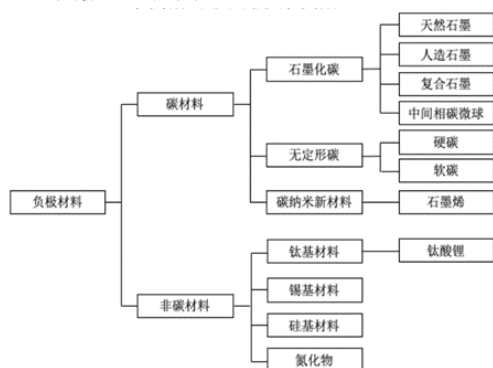 天然石墨
人造石墨
石墨化碳
复合石墨
碳材料
中间相碳微球
硬碳
无定形碳
软碳
负极材料
碳纳米新材料
石墨烯
钛基材料
钛酸锂
锡基材料
非碳材料
硅基材料
氮化物